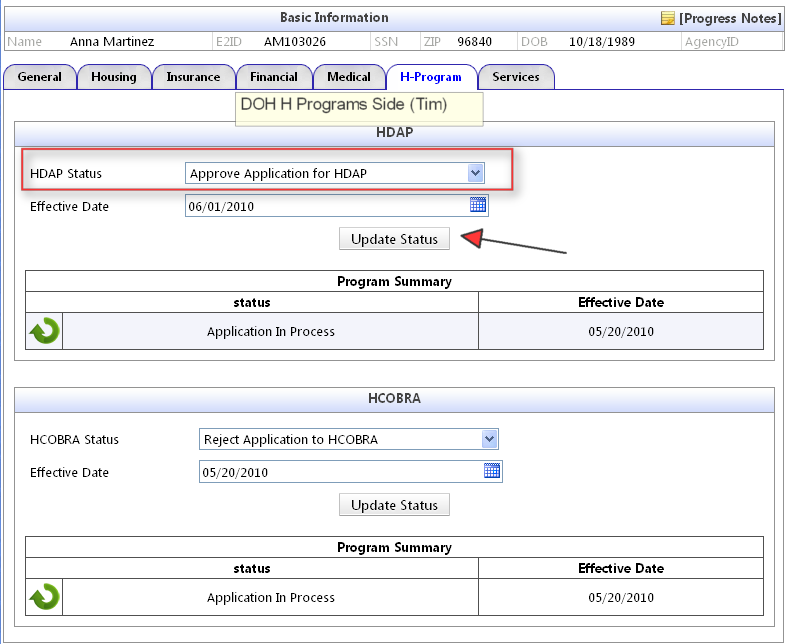 Basic Information [Progress Notes]
Name Anna Martinez E2ID AM103026 SSN ZIP 96840 DOB 10/18/1989 AgencyID
General Housing Insurance Financial Medical H-Program Services
DOH H Programs Side (Tim)
HDAP
HDAP Status Approve Application for HDAP
Effective Date 06/01/2010
Update Status
Program Summary
status Effective Date
Application In Process 05/20/2010
HCOBRA
HCOBRA Status Reject Application to HCOBRA
Effective Date 05/20/2010
Update Status
Program Summary
status Effective Date
Application In Process 05/20/2010